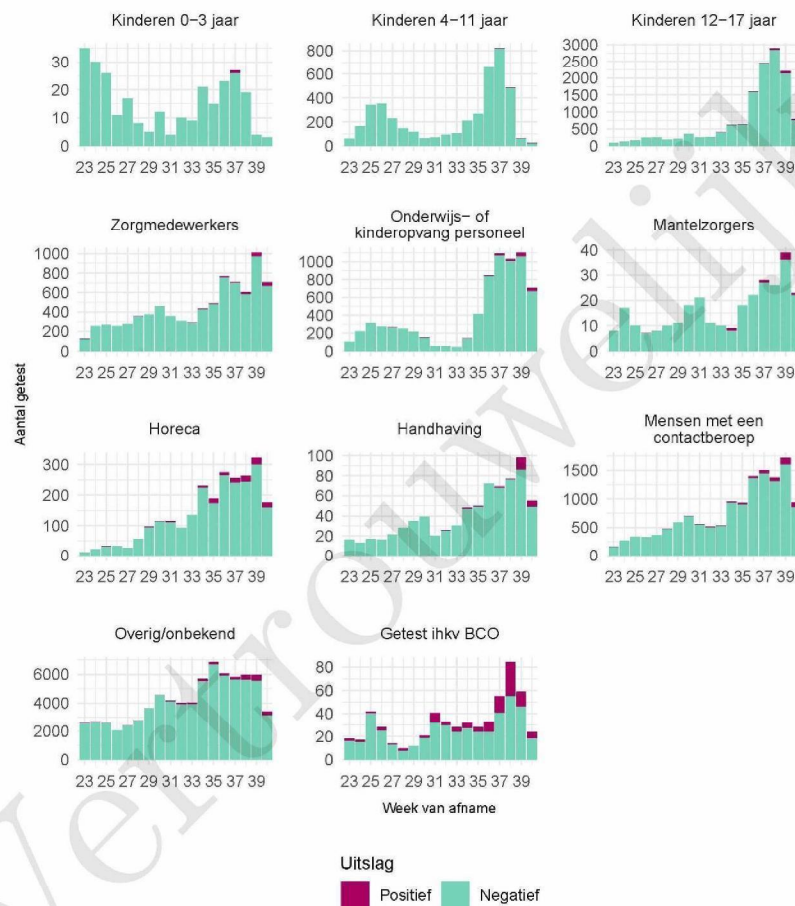 Kinderen 0−3 jaar
Kinderen 4−11 jaar
Kinderen 12−17 jaar
30
20
10
0
23 25 27 29 31 33 35 37 39
800
600
400
200
0
23 25 27 29 31 33 35 37 39
3000
2500
2000
1500
1000
500
0
23 25 27 29 31 33 35 37 39
Zorgmedewerkers
Onderwijs− of
kinderopvang personeel
Mantelzorgers
1000
800
600
400
200
0
23 25 27 29 31 33 35 37 39
1000
800
600
400
200
0
23 25 27 29 31 33 35 37 39
40
30
20
10
0
23 25 27 29 31 33 35 37 39
Aantal getest
Horeca
Handhaving
Mensen met een
contactberoep
300
200
100
0
23 25 27 29 31 33 35 37 39
100
80
60
40
20
0
23 25 27 29 31 33 35 37 39
1500
1000
500
0
23 25 27 29 31 33 35 37 39
Overig/onbekend
Getest ihkv BCO
6000
4000
2000
0
23 25 27 29 31 33 35 37 39
80
60
40
20
0
23 25 27 29 31 33 35 37 39
Week van afname
Uitslag
Positief Negatief
Vertrouwelijk